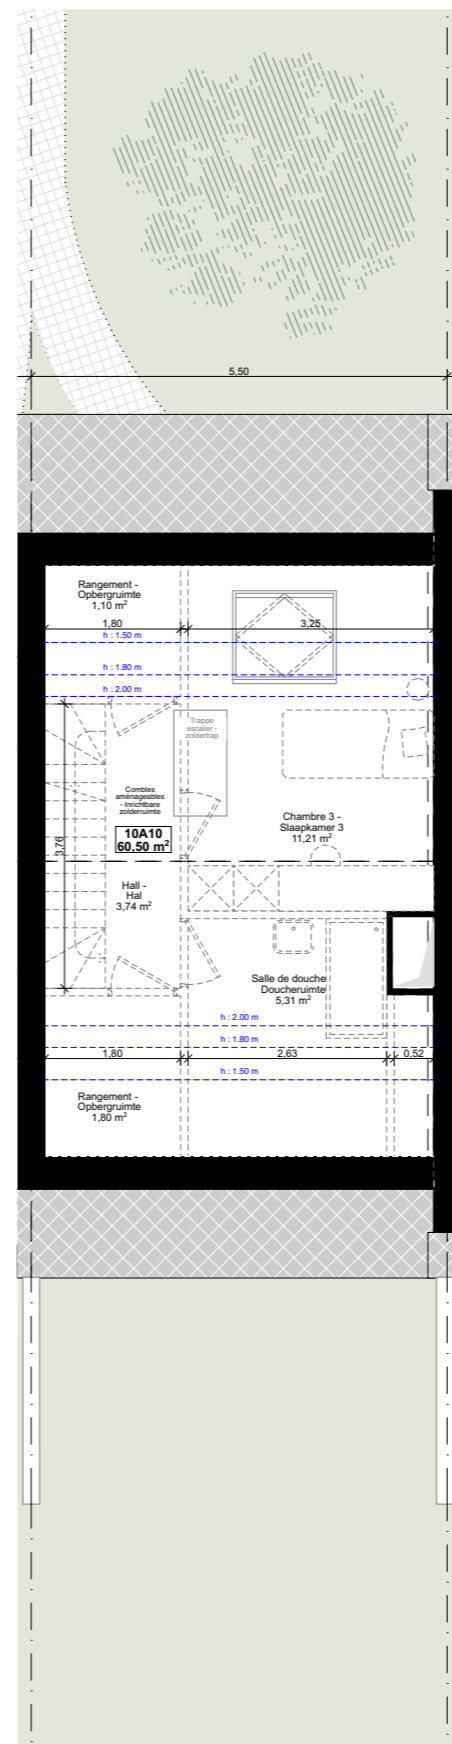 5,50
Rangement -
Opbergruimte
1,10 m²
1,80
3,25
h : 1.50 m
h : 1.80 m
h : 2.00 m
Trappe
escalier -
zoldertrap
Combles
aménageables
- Inrichtbare
zolderruimte
10A10
60,50 m²
3,76
Chambre 3 -
Slaapkamer 3
11,21 m²
Hall -
Hal
3,74 m²
Salle de douche
Doucheruimte
5,31 m²
h : 2.00 m
h : 1.80 m
1,80
2,63
0,52
h : 1.50 m
Rangement -
Opbergruimte
1,80 m²